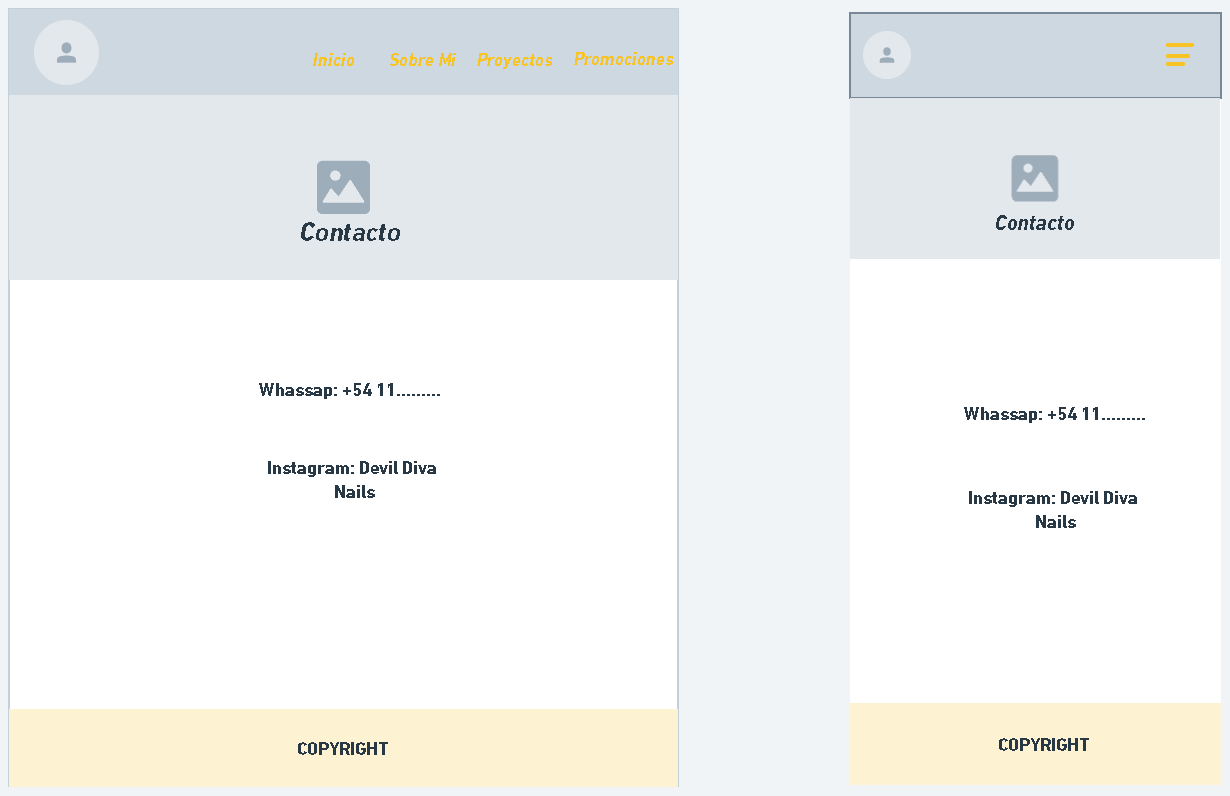 Inicio Sobre Mi Proyectos Promociones
Contacto
Whassap: +54 11.........
Instagram: Devil Diva
Nails
COPYRIGHT
Contacto
Whassap: +54 11.........
Instagram: Devil Diva
Nails
COPYRIGHT